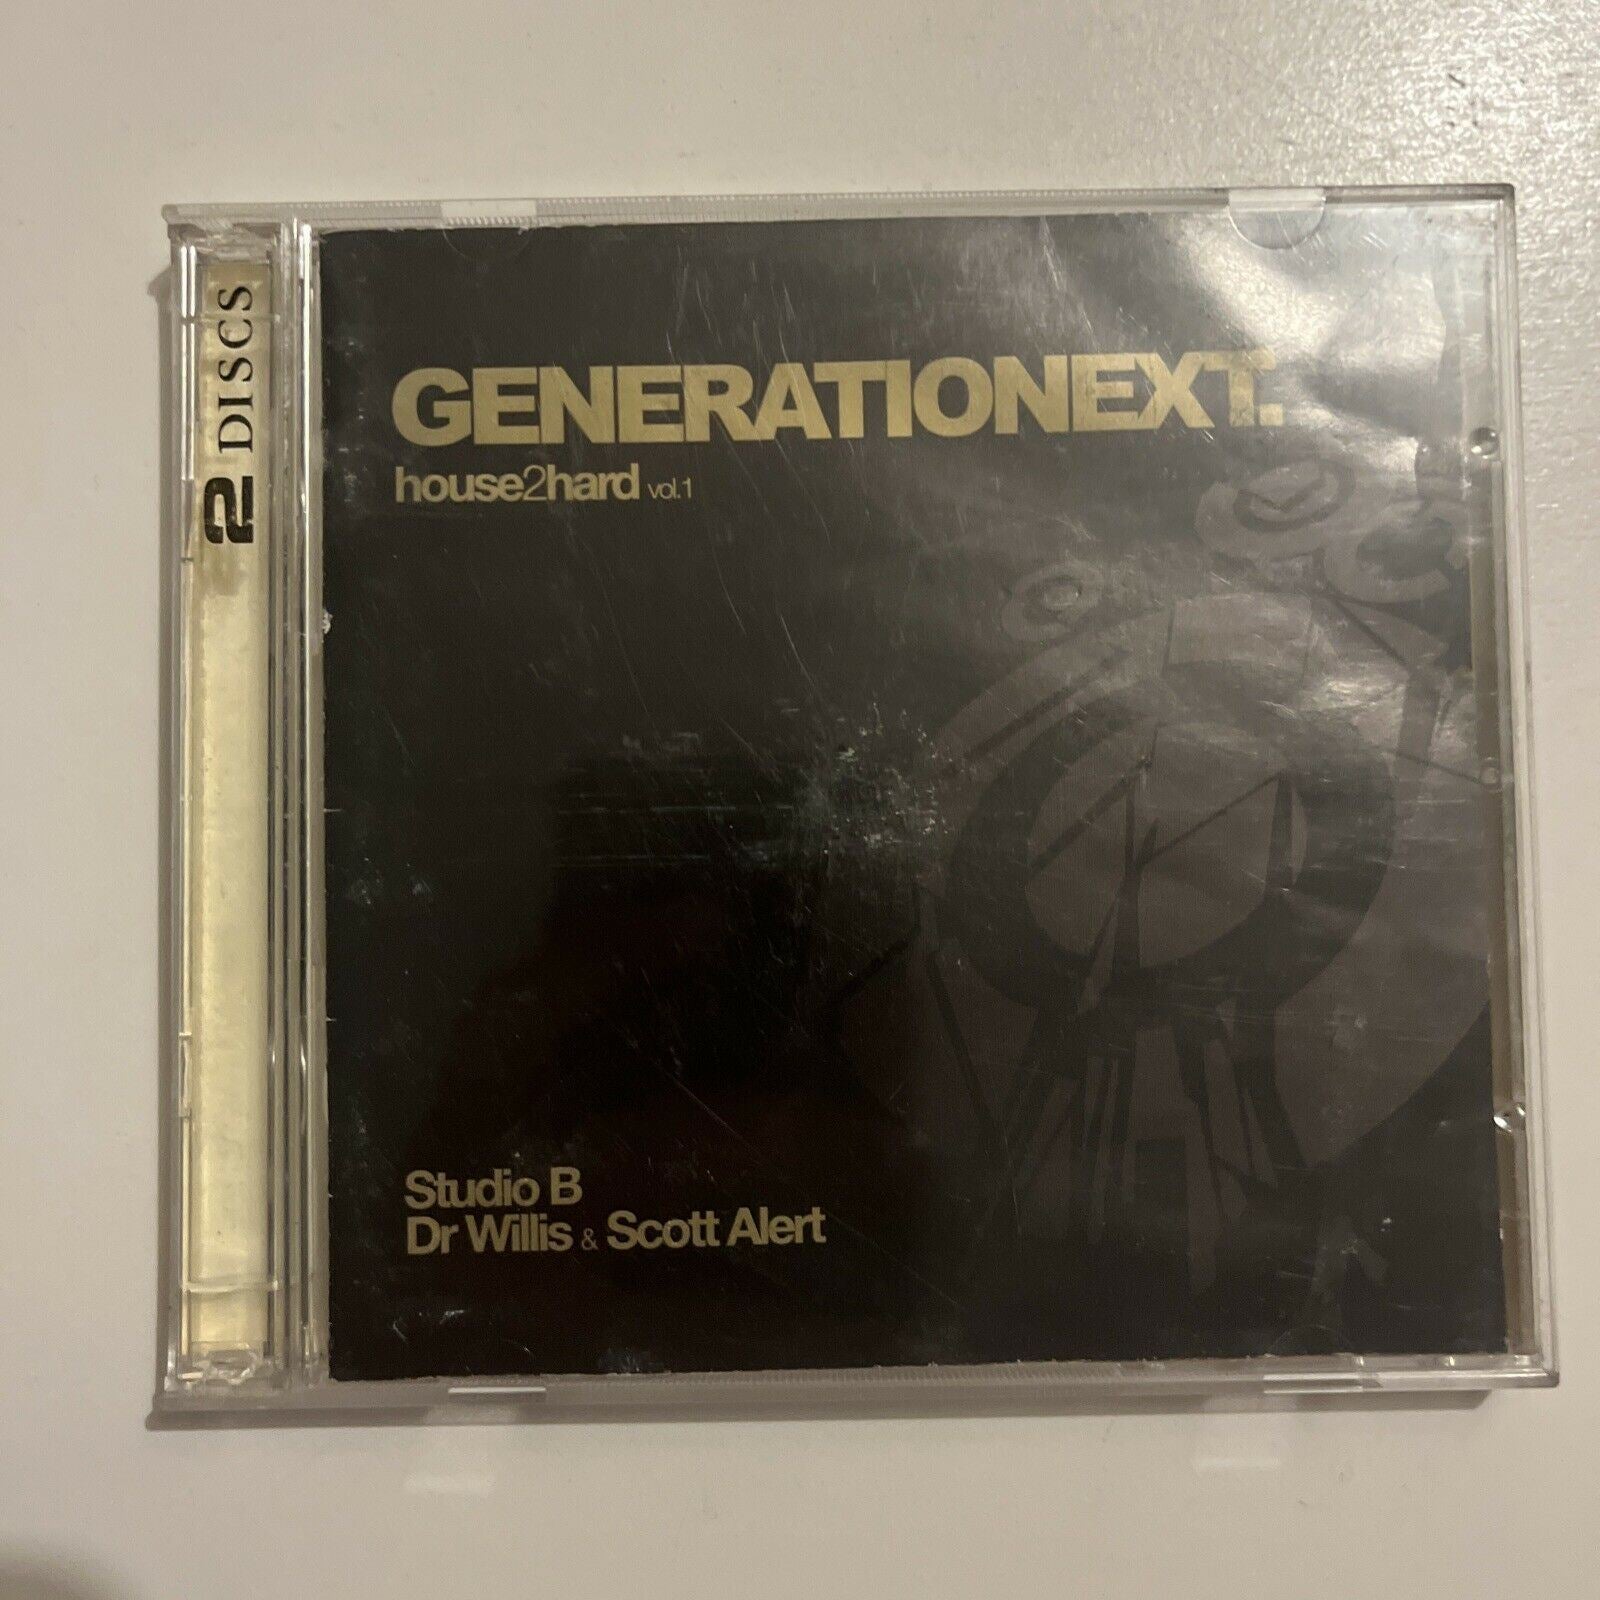 2 DISCS
GENERATIONEXT.
house2hard vol.1
Studio B
Dr Willis & Scott Alert